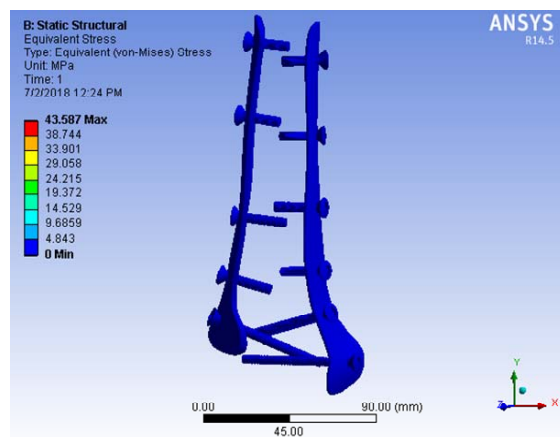 B: Static Structural
Equivalent Stress
Type: Equivalent (von-Mises) Stress
Unit: MPa
Time: 1
7/2/2018 12:24 PM
ANSYS
R14.5
43.587 Max
38.744
33.901
29.058
24.215
19.372
14.529
9.6859
4.843
0 Min
0.00
90.00 (mm)
45.00
Y
Z
X